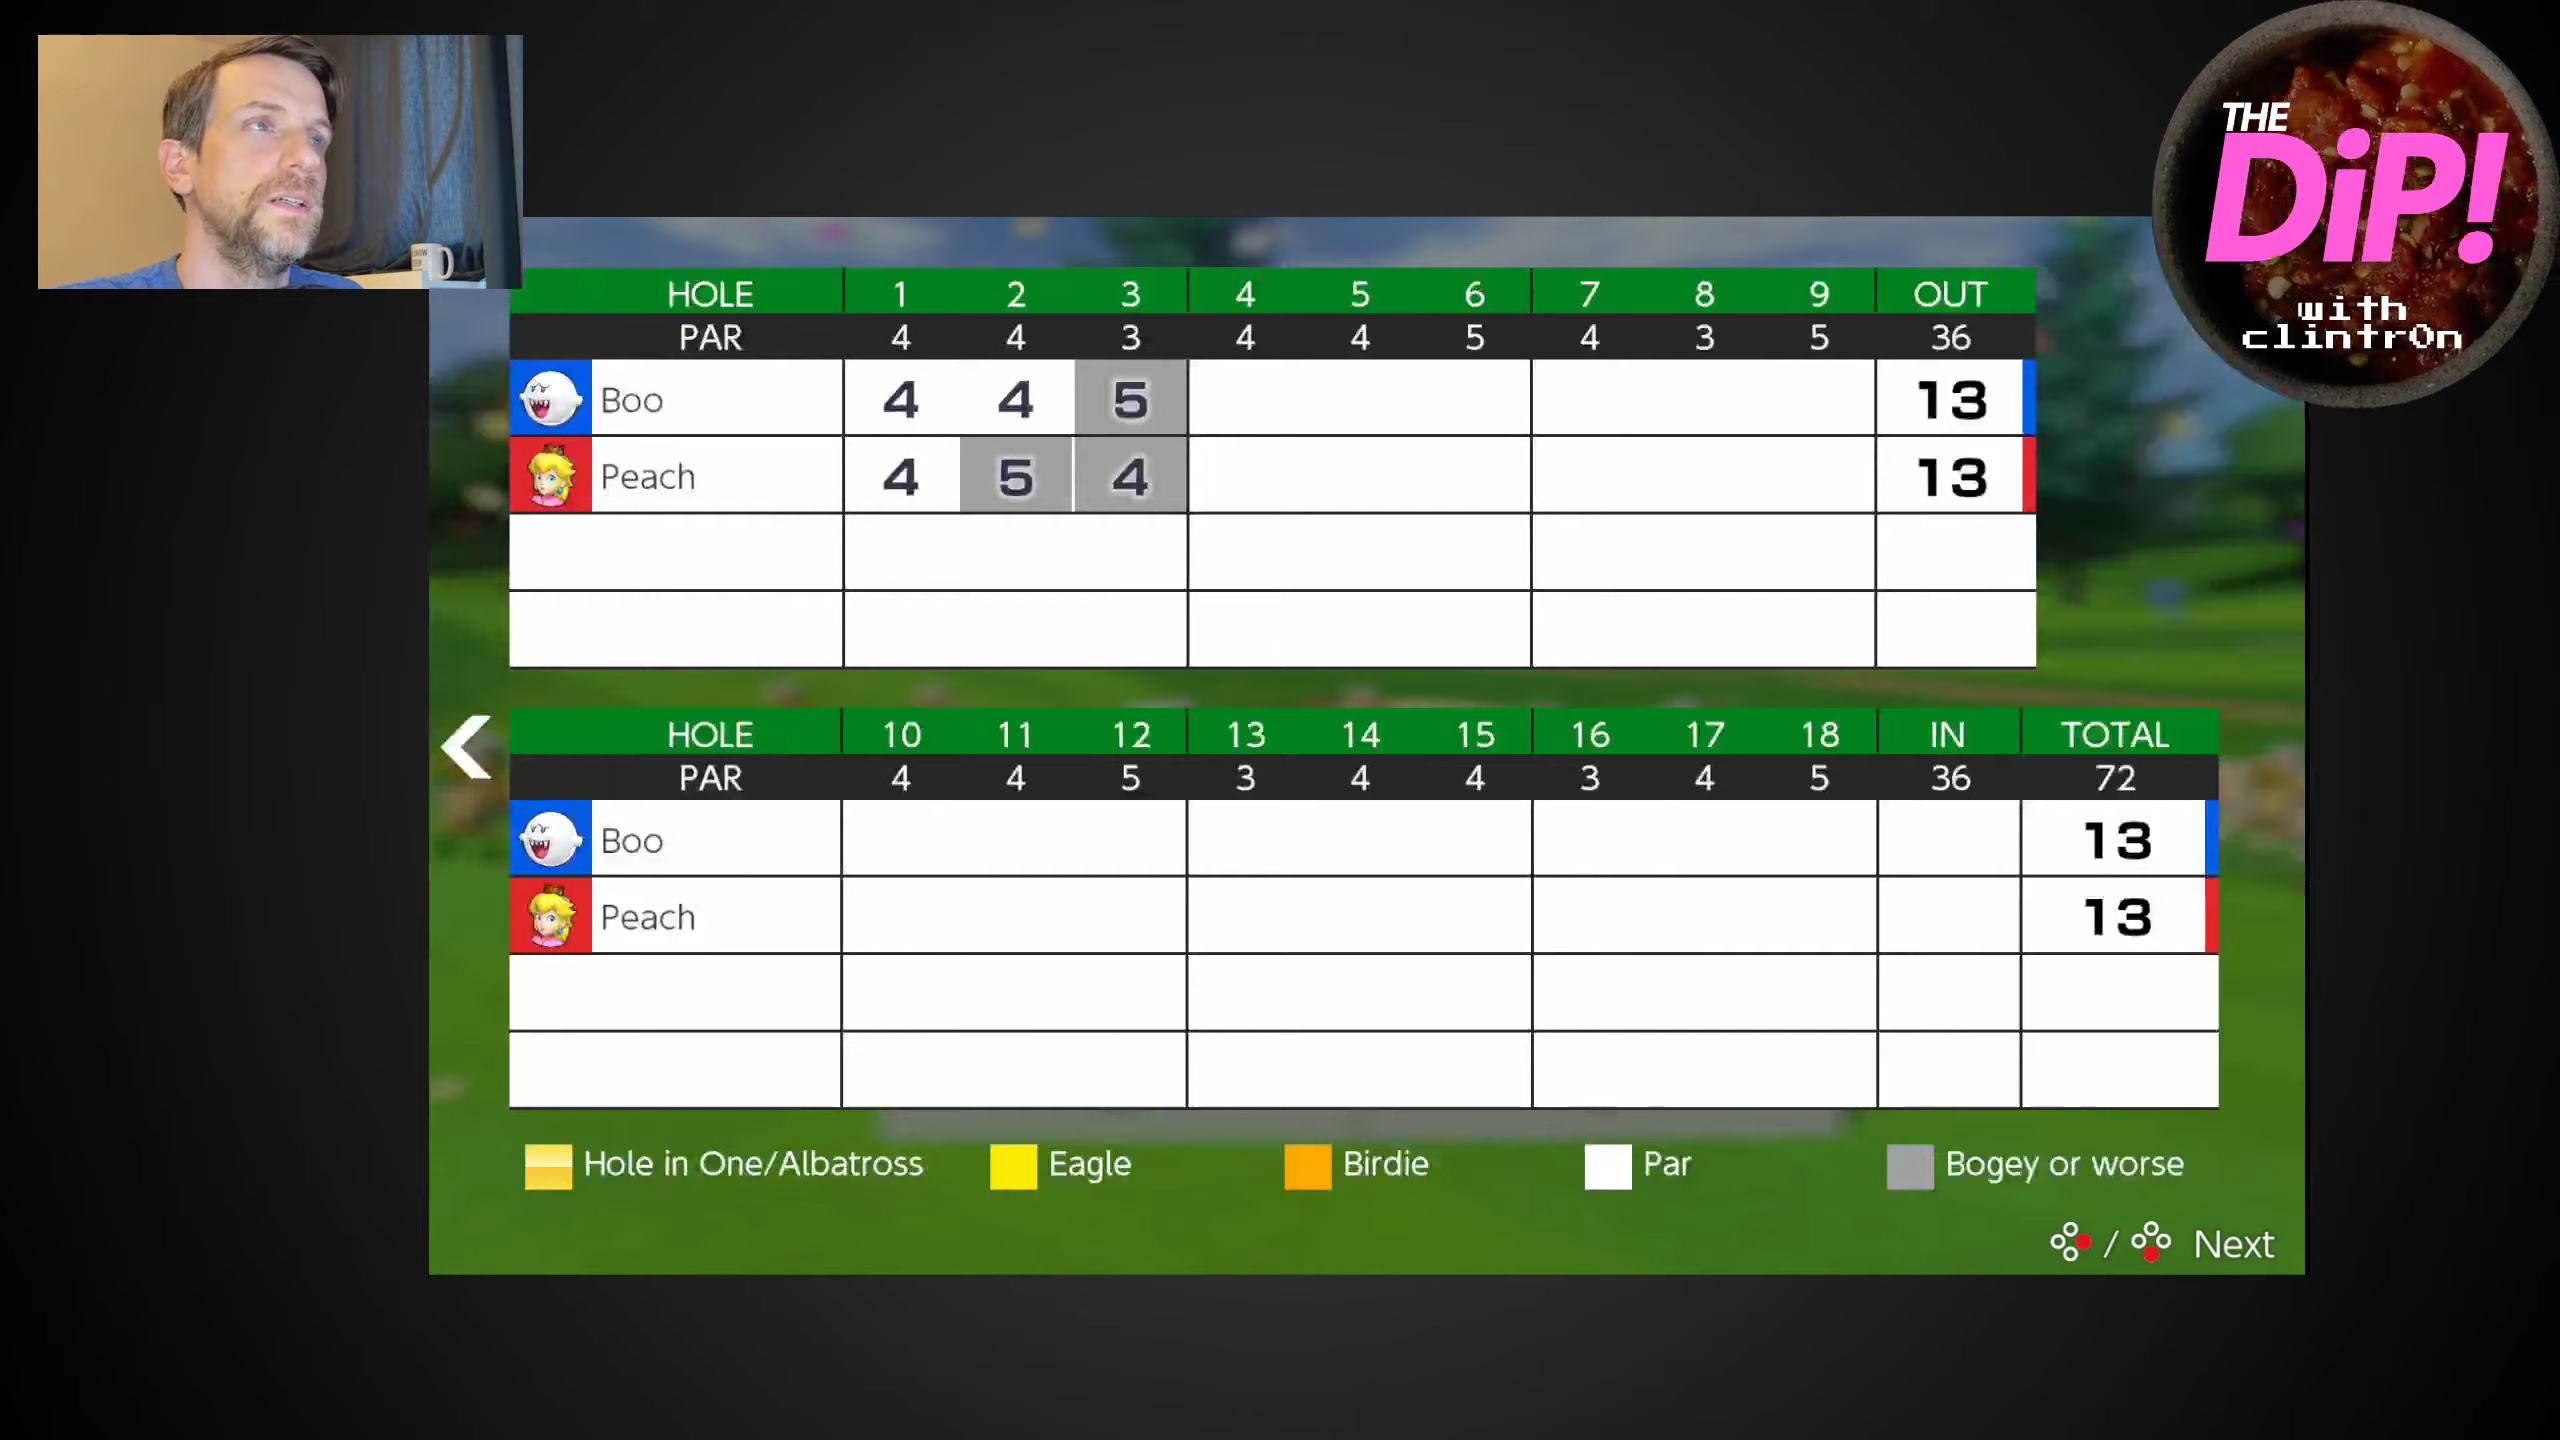 THE
DiP!
with
clintr0n
HOLE 1 2 3 4 5 6 7 8 9 OUT
PAR 4 4 3 4 4 5 4 3 5 36
Boo 4 4 5 13
Peach 4 5 4 13
HOLE 10 11 12 13 14 15 16 17 18 IN TOTAL
PAR 4 4 5 3 4 4 3 4 5 36 72
Boo 13
Peach 13
Hole in One/Albatross Eagle Birdie Par Bogey or worse
/ Next